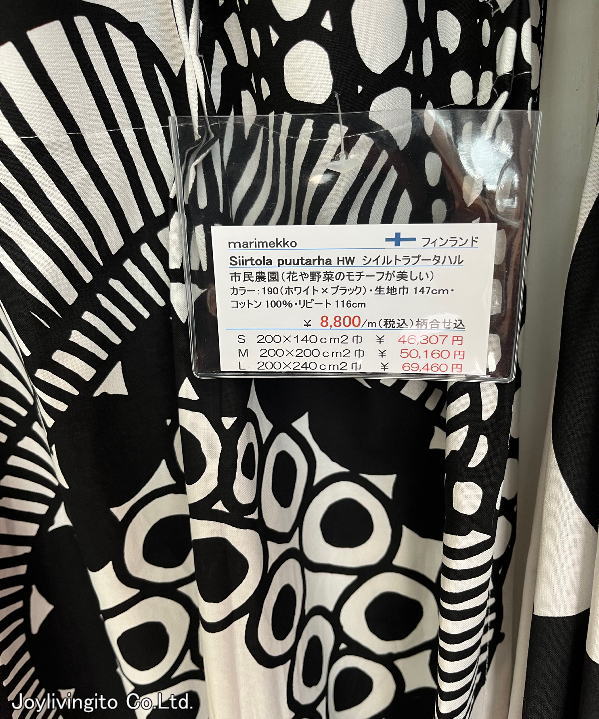 marimekko フィンランド
Siirtola puutarha HW シイルトラプータハル
市民農園(花や野菜のモチーフが美しい)
カラー:190(ホワイト×ブラック)・生地巾 147cm・
コットン 100%・リピート 116cm
¥ 8,800/m(税込)柄合せ込
S 200×140cm2巾 ¥ 46,307円
M 200×200cm2巾 ¥ 50,160円
L 200×240cm2巾 ¥ 69,460円
Joylivingito Co.Ltd.